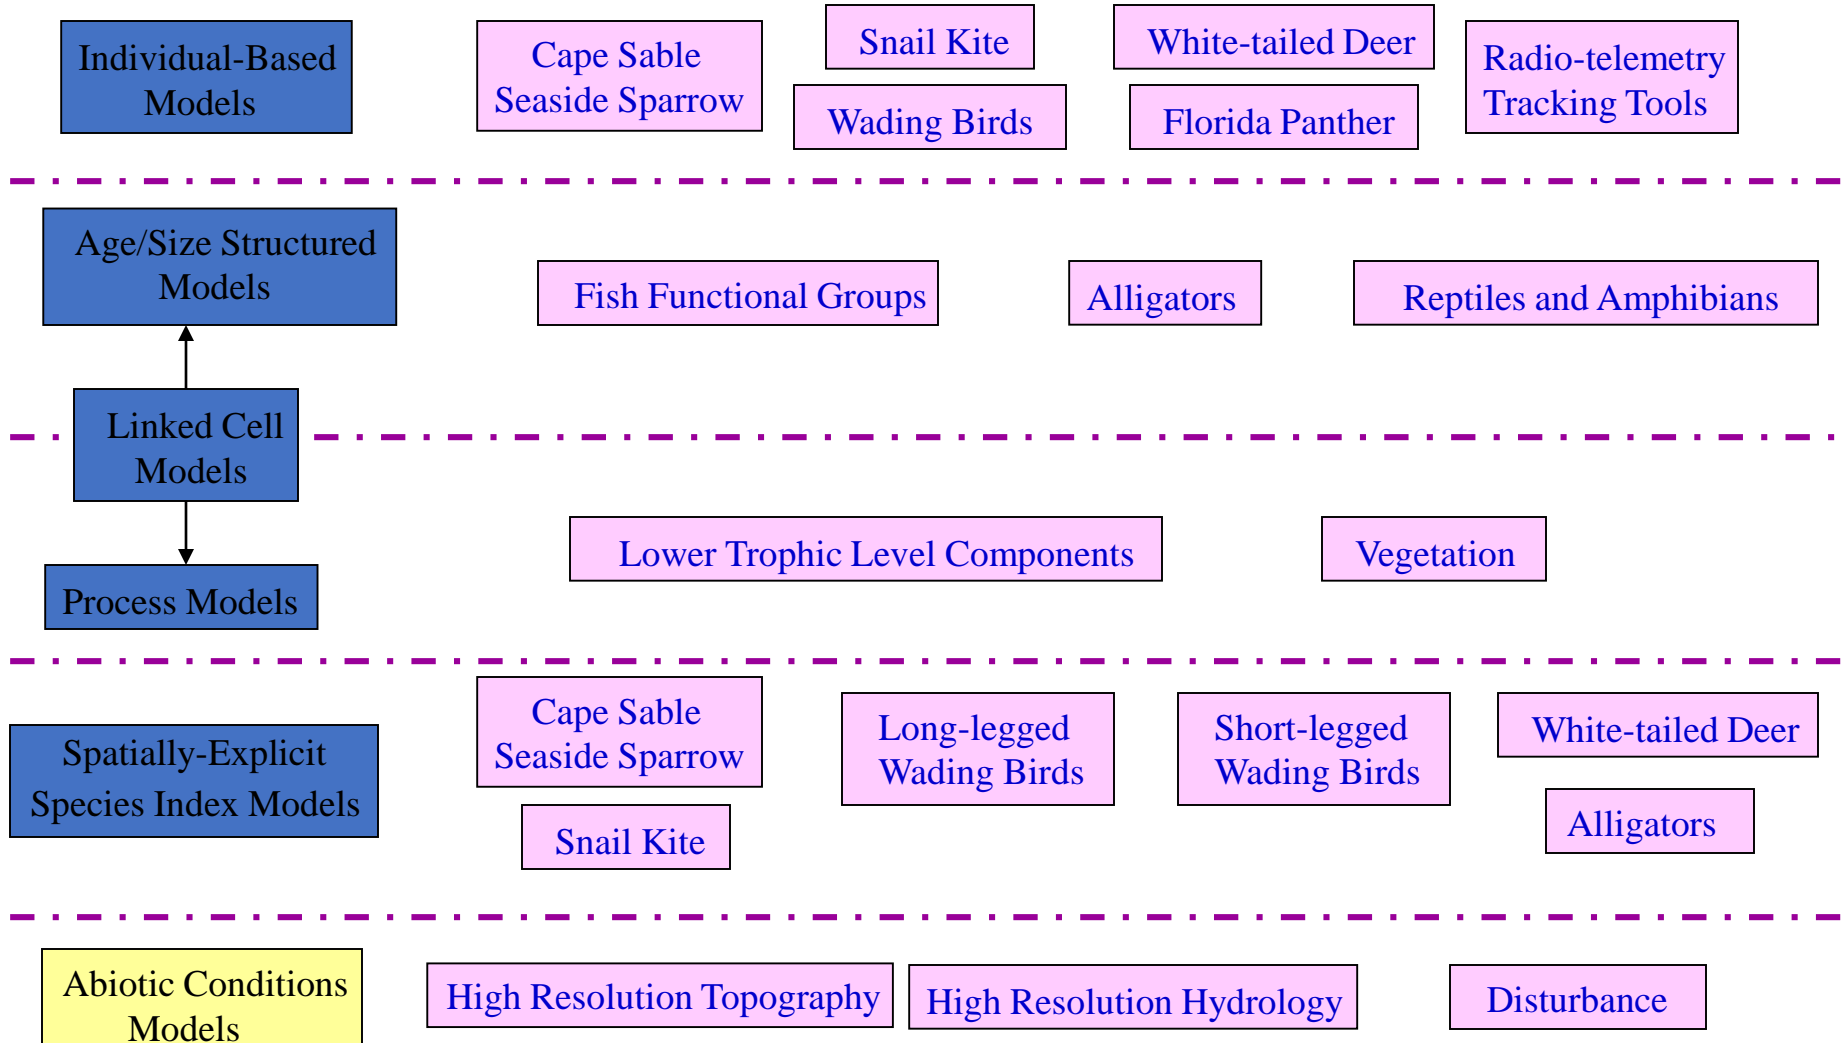 Individual-Based
Models
Cape Sable
Seaside Sparrow
Snail Kite
Wading Birds
White-tailed Deer
Florida Panther
Radio-telemetry
Tracking Tools
Age/Size Structured
Models
Fish Functional Groups
Alligators
Reptiles and Amphibians
Linked Cell
Models
Lower Trophic Level Components
Vegetation
Process Models
Spatially-Explicit
Species Index Models
Cape Sable
Seaside Sparrow
Snail Kite
Long-legged
Wading Birds
Short-legged
Wading Birds
White-tailed Deer
Alligators
Abiotic Conditions
Models
High Resolution Topography
High Resolution Hydrology
Disturbance